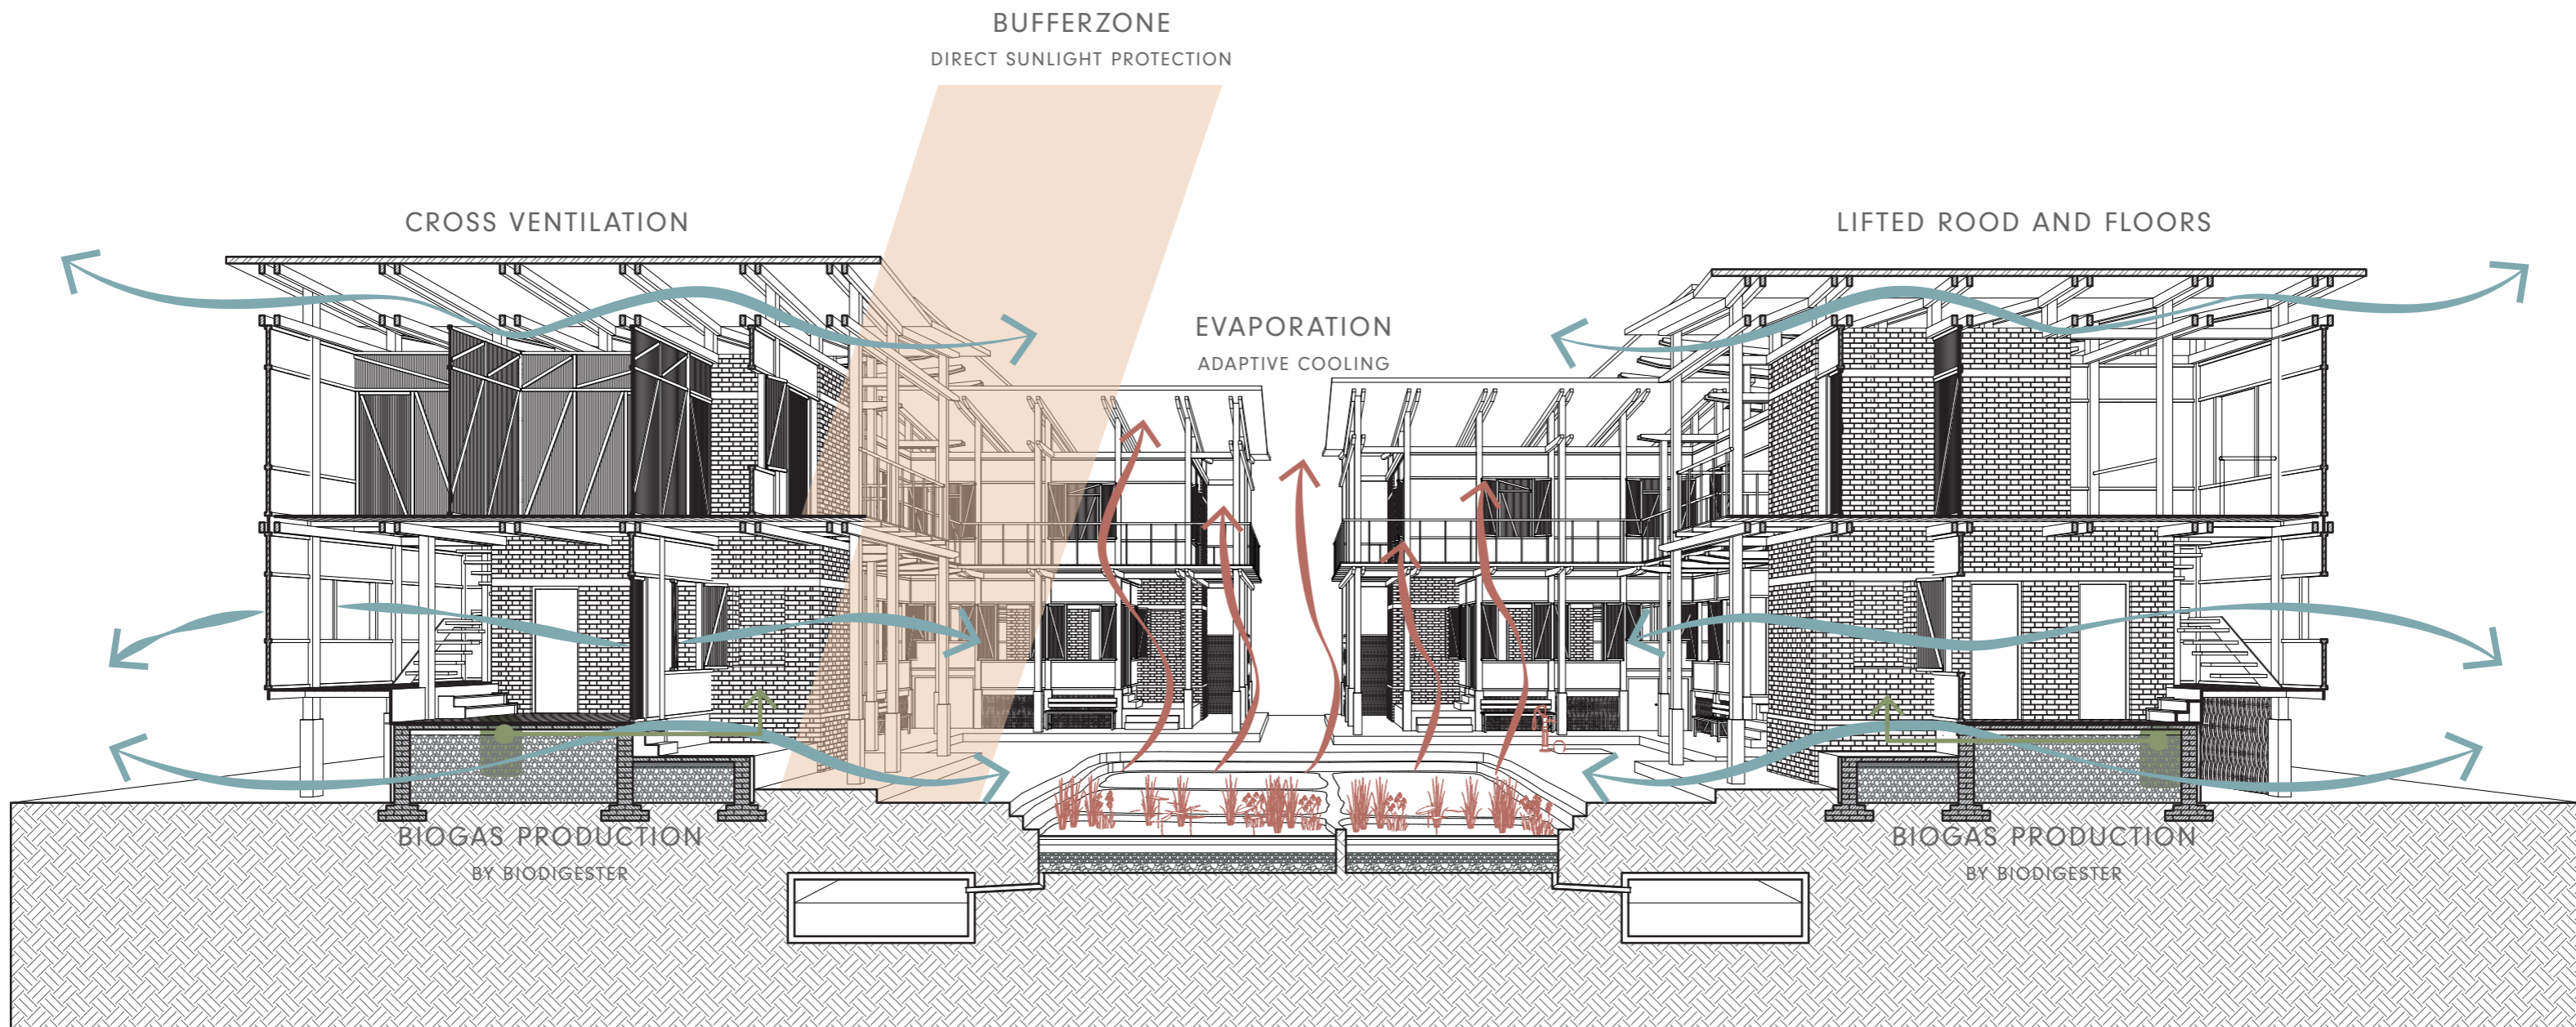 BUFFERZONE
DIRECT SUNLIGHT PROTECTION
CROSS VENTILATION
LIFTED ROOD AND FLOORS
EVAPORATION
ADAPTIVE COOLING
BIOGAS PRODUCTION
BY BIODIGESTER
BIOGAS PRODUCTION
BY BIODIGESTER